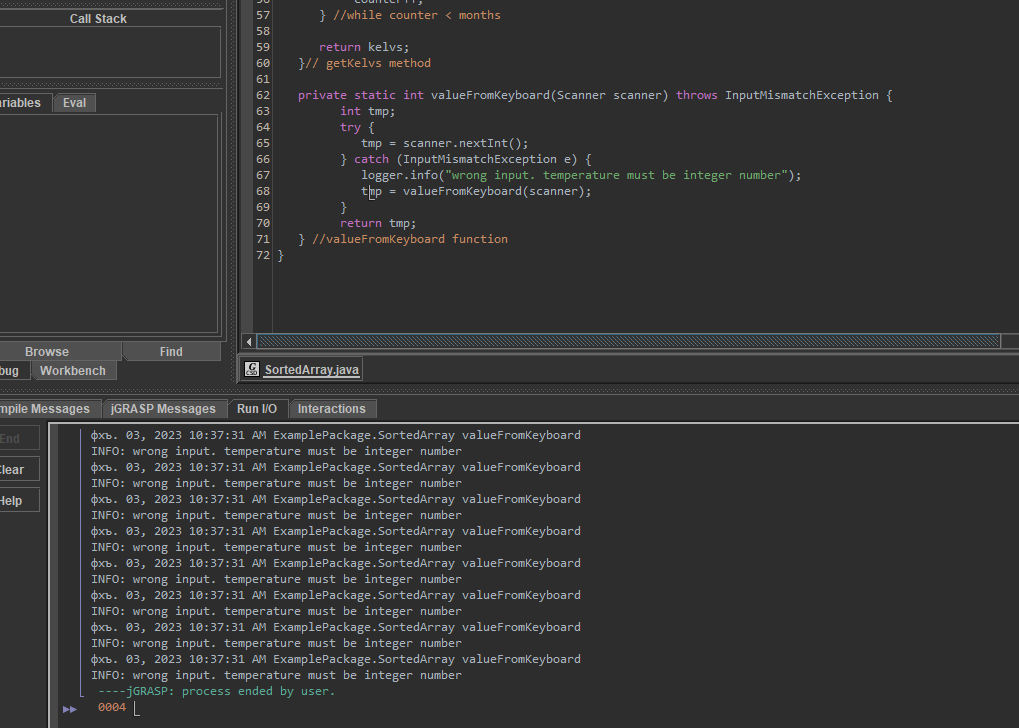 Call Stack
riables Eval
Browse Find
bug Workbench
57 } //while counter < months
58
59 return kelvs;
60 }// getKelvs method
61
62 private static int valueFromKeyboard(Scanner scanner) throws InputMismatchException {
63 int tmp;
64 try {
65 tmp = scanner.nextInt();
66 } catch (InputMismatchException e) {
67 logger.info("wrong input. temperature must be integer number");
68 tmp = valueFromKeyboard(scanner);
69 }
70 return tmp;
71 } //valueFromKeyboard function
72 }
SortedArray.java
mpile Messages jGRASP Messages Run I/O Interactions
End
Clear
Help
фхъ. 03, 2023 10:37:31 AM ExamplePackage.SortedArray valueFromKeyboard
INFO: wrong input. temperature must be integer number
фхъ. 03, 2023 10:37:31 AM ExamplePackage.SortedArray valueFromKeyboard
INFO: wrong input. temperature must be integer number
фхъ. 03, 2023 10:37:31 AM ExamplePackage.SortedArray valueFromKeyboard
INFO: wrong input. temperature must be integer number
фхъ. 03, 2023 10:37:31 AM ExamplePackage.SortedArray valueFromKeyboard
INFO: wrong input. temperature must be integer number
фхъ. 03, 2023 10:37:31 AM ExamplePackage.SortedArray valueFromKeyboard
INFO: wrong input. temperature must be integer number
фхъ. 03, 2023 10:37:31 AM ExamplePackage.SortedArray valueFromKeyboard
INFO: wrong input. temperature must be integer number
фхъ. 03, 2023 10:37:31 AM ExamplePackage.SortedArray valueFromKeyboard
INFO: wrong input. temperature must be integer number
фхъ. 03, 2023 10:37:31 AM ExamplePackage.SortedArray valueFromKeyboard
INFO: wrong input. temperature must be integer number
----jGRASP: process ended by user.
0004